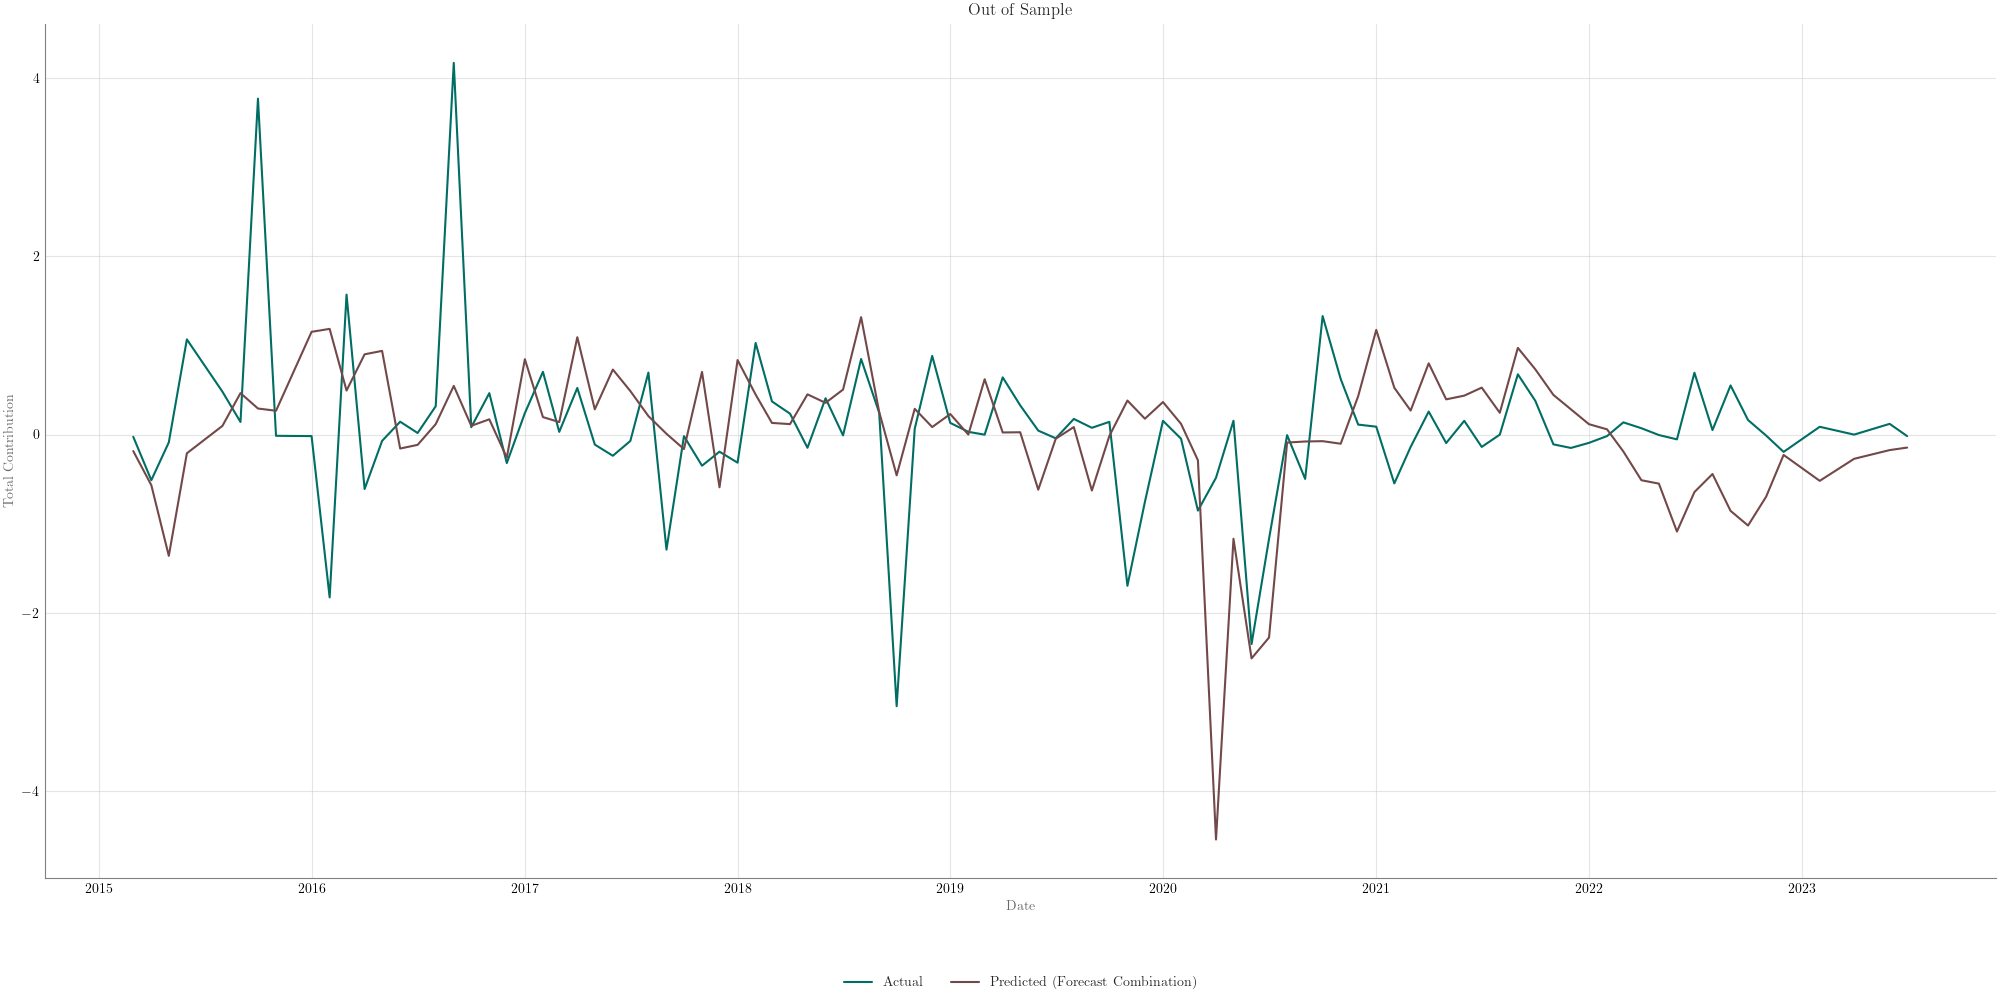 Out of Sample
Total Contribution
4
2
0
−2
−4
2015 2016 2017 2018 2019 2020 2021 2022 2023
Date
Actual Predicted (Forecast Combination)